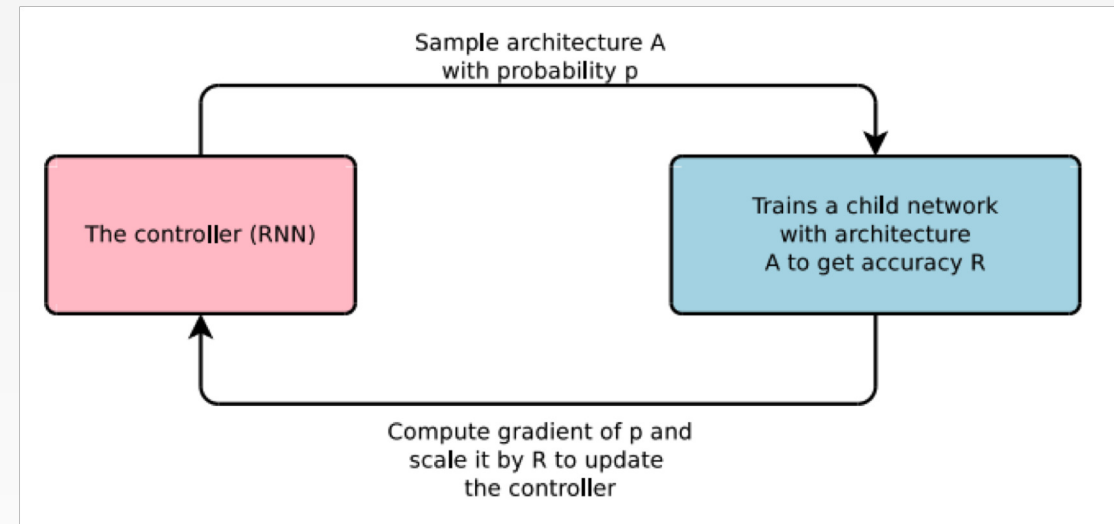 Sample architecture A
with probability p
The controller (RNN)
Trains a child network
with architecture
A to get accuracy R
Compute gradient of p and
scale it by R to update
the controller